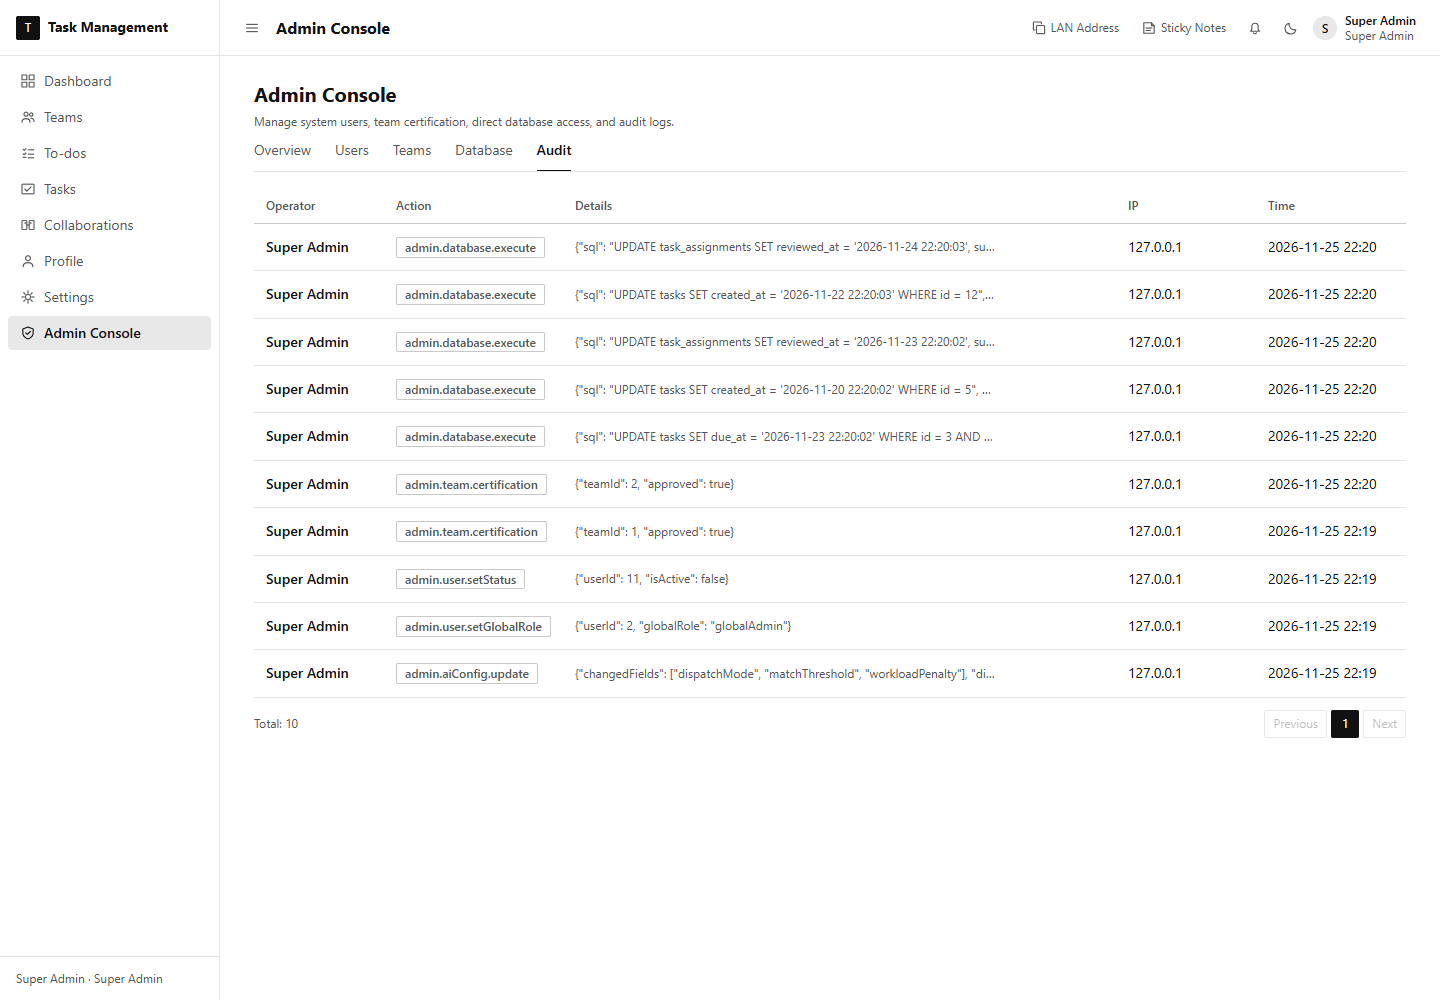 T Task Management
Admin Console
LAN Address
Sticky Notes
S
Super Admin
Super Admin
Dashboard
Teams
To-dos
Tasks
Collaborations
Profile
Settings
Admin Console
Super Admin · Super Admin
Admin Console
Manage system users, team certification, direct database access, and audit logs.
Overview Users Teams Database Audit
Operator Action Details IP Time
Super Admin admin.database.execute {"sql": "UPDATE task_assignments SET reviewed_at = '2026-11-24 22:20:03', su... 127.0.0.1 2026-11-25 22:20
Super Admin admin.database.execute {"sql": "UPDATE tasks SET created_at = '2026-11-22 22:20:03' WHERE id = 12",... 127.0.0.1 2026-11-25 22:20
Super Admin admin.database.execute {"sql": "UPDATE task_assignments SET reviewed_at = '2026-11-23 22:20:02', su... 127.0.0.1 2026-11-25 22:20
Super Admin admin.database.execute {"sql": "UPDATE tasks SET created_at = '2026-11-20 22:20:02' WHERE id = 5", ... 127.0.0.1 2026-11-25 22:20
Super Admin admin.database.execute {"sql": "UPDATE tasks SET due_at = '2026-11-23 22:20:02' WHERE id = 3 AND ... 127.0.0.1 2026-11-25 22:20
Super Admin admin.team.certification {"teamId": 2, "approved": true} 127.0.0.1 2026-11-25 22:20
Super Admin admin.team.certification {"teamId": 1, "approved": true} 127.0.0.1 2026-11-25 22:19
Super Admin admin.user.setStatus {"userId": 11, "isActive": false} 127.0.0.1 2026-11-25 22:19
Super Admin admin.user.setGlobalRole {"userId": 2, "globalRole": "globalAdmin"} 127.0.0.1 2026-11-25 22:19
Super Admin admin.aiConfig.update {"changedFields": ["dispatchMode", "matchThreshold", "workloadPenalty"], "di... 127.0.0.1 2026-11-25 22:19
Total: 10
Previous 1 Next